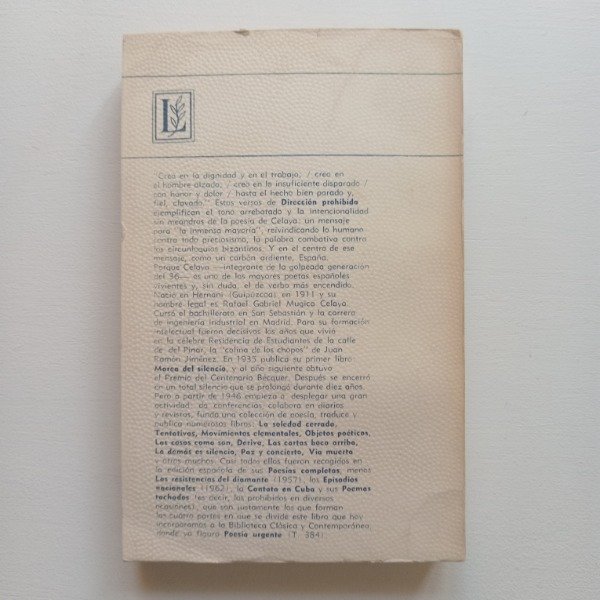 L
"Creo en la dignidad y en el trabajo, / creo en
el hombre alzado, / creo en lo insuficiente disparado /
con honor y dolor / hasta el hecho bien parado y,
fiel, clavado." Estos versos de Dirección prohibida
ejemplifican el tono arrebatado y la intencionalidad
sin meandros de la poesía de Celaya: un mensaje
para "la inmensa mayoría", reivindicando lo humano
contra todo preciosismo, la palabra combativa contra
los circunloquios bizantinos. Y en el centro de ese
mensaje, como un carbón ardiente, España.
Porque Celaya —integrante de la golpeada generación
del 36— es uno de los mayores poetas españoles
vivientes y, sin duda, el de verbo más encendido.
Nació en Hernani (Guipúzcoa) en 1911 y su
nombre legal es Rafael Gabriel Mugica Celaya.
Cursó el bachillerato en San Sebastián y la carrera
de ingeniería industrial en Madrid. Para su formación
intelectual fueron decisivos los años que vivió
en la célebre Residencia de Estudiantes de la calle
del Pinar, la "colina de los chopos" de Juan
Ramón Jiménez. En 1935 publica su primer libro:
Marea del silencio, y al año siguiente obtuvo
el Premio del Centenario Bécquer. Después se encerró
en un total silencio que se prolonga durante diez años.
Pero a partir de 1946 empieza a desplegar una gran
actividad: da conferencias, colabora en diarios
y revistas, funda una colección de poesía, traduce y
publica numerosos libros: La soledad cerrada,
Tentativas, Movimientos elementales, Objetos poéticos,
Las cosas como son, Deriva, Las cartas boca arriba,
Lo demás es silencio, Paz y concierto, Vía muerta
y otros muchos. Casi todos ellos fueron recogidos en
la edición española de sus Poesías completas, menos
Las resistencias del diamante (1957), los Episodios
nacionales (1962), la Cantata en Cuba y sus Poemas
tachados (es decir, los prohibidos en diversas
ocasiones), que son justamente los que forman
las cuatro partes en que se divide este libro que hoy
incorporamos a la Biblioteca Clásica y Contemporánea,
donde ya figura Poesía urgente (T. 384)